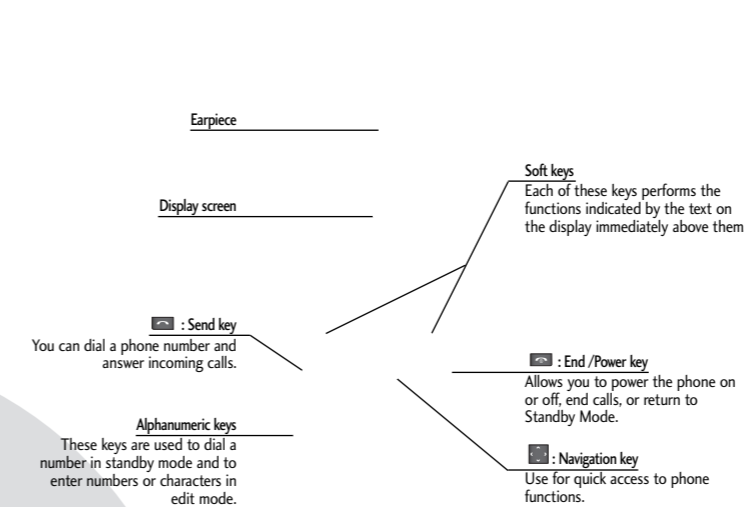 Earpiece
Display screen
: Send key
You can dial a phone number and
answer incoming calls.
Alphanumeric keys
These keys are used to dial a
number in standby mode and to
enter numbers or characters in
edit mode.
Soft keys
Each of these keys performs the
functions indicated by the text on
the display immediately above them
: End /Power key
Allows you to power the phone on
or off, end calls, or return to
Standby Mode.
: Navigation key
Use for quick access to phone
functions.